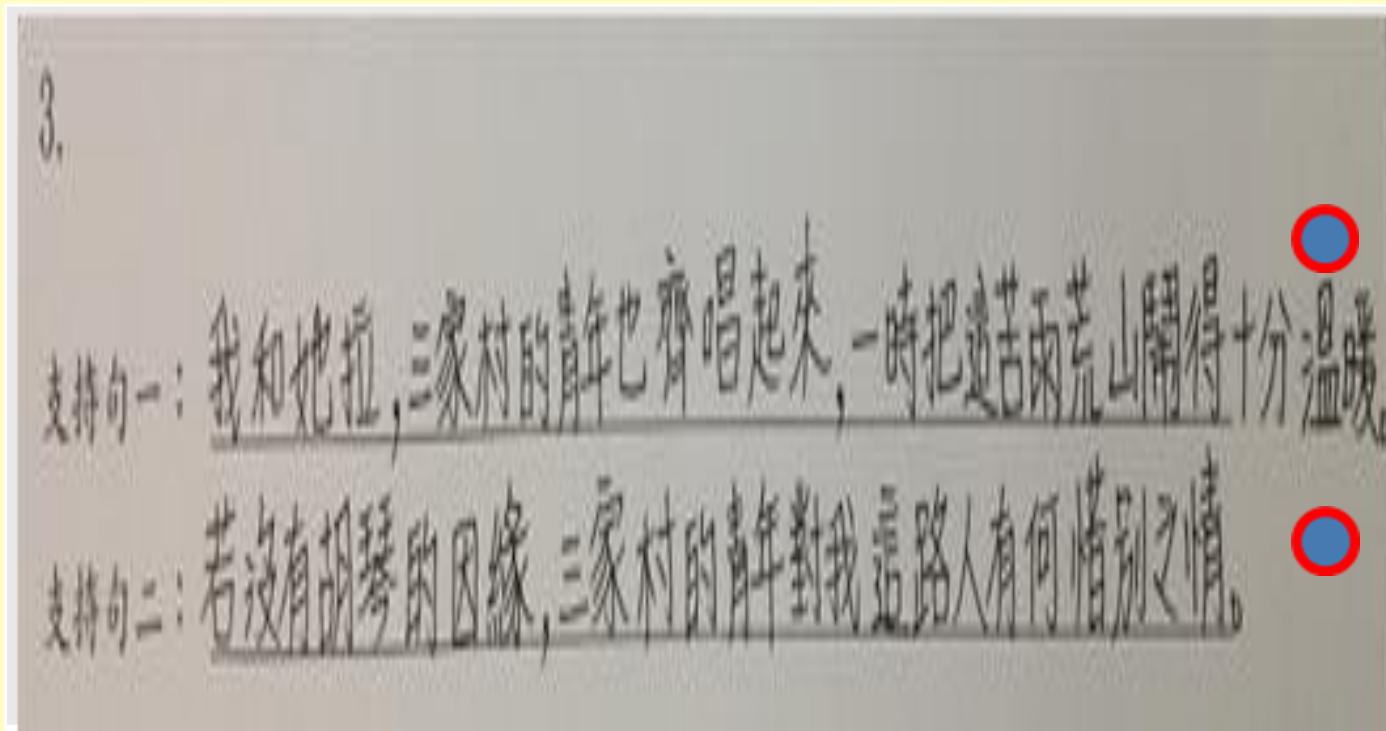 3.
支持句一：我和她拉，三家村的青年也齊唱起來，一時把這苦雨荒山鬧得十分溫暖。
支持句二：若沒有胡琴的因緣，三家村的青年對我這路人有何惜別之情。